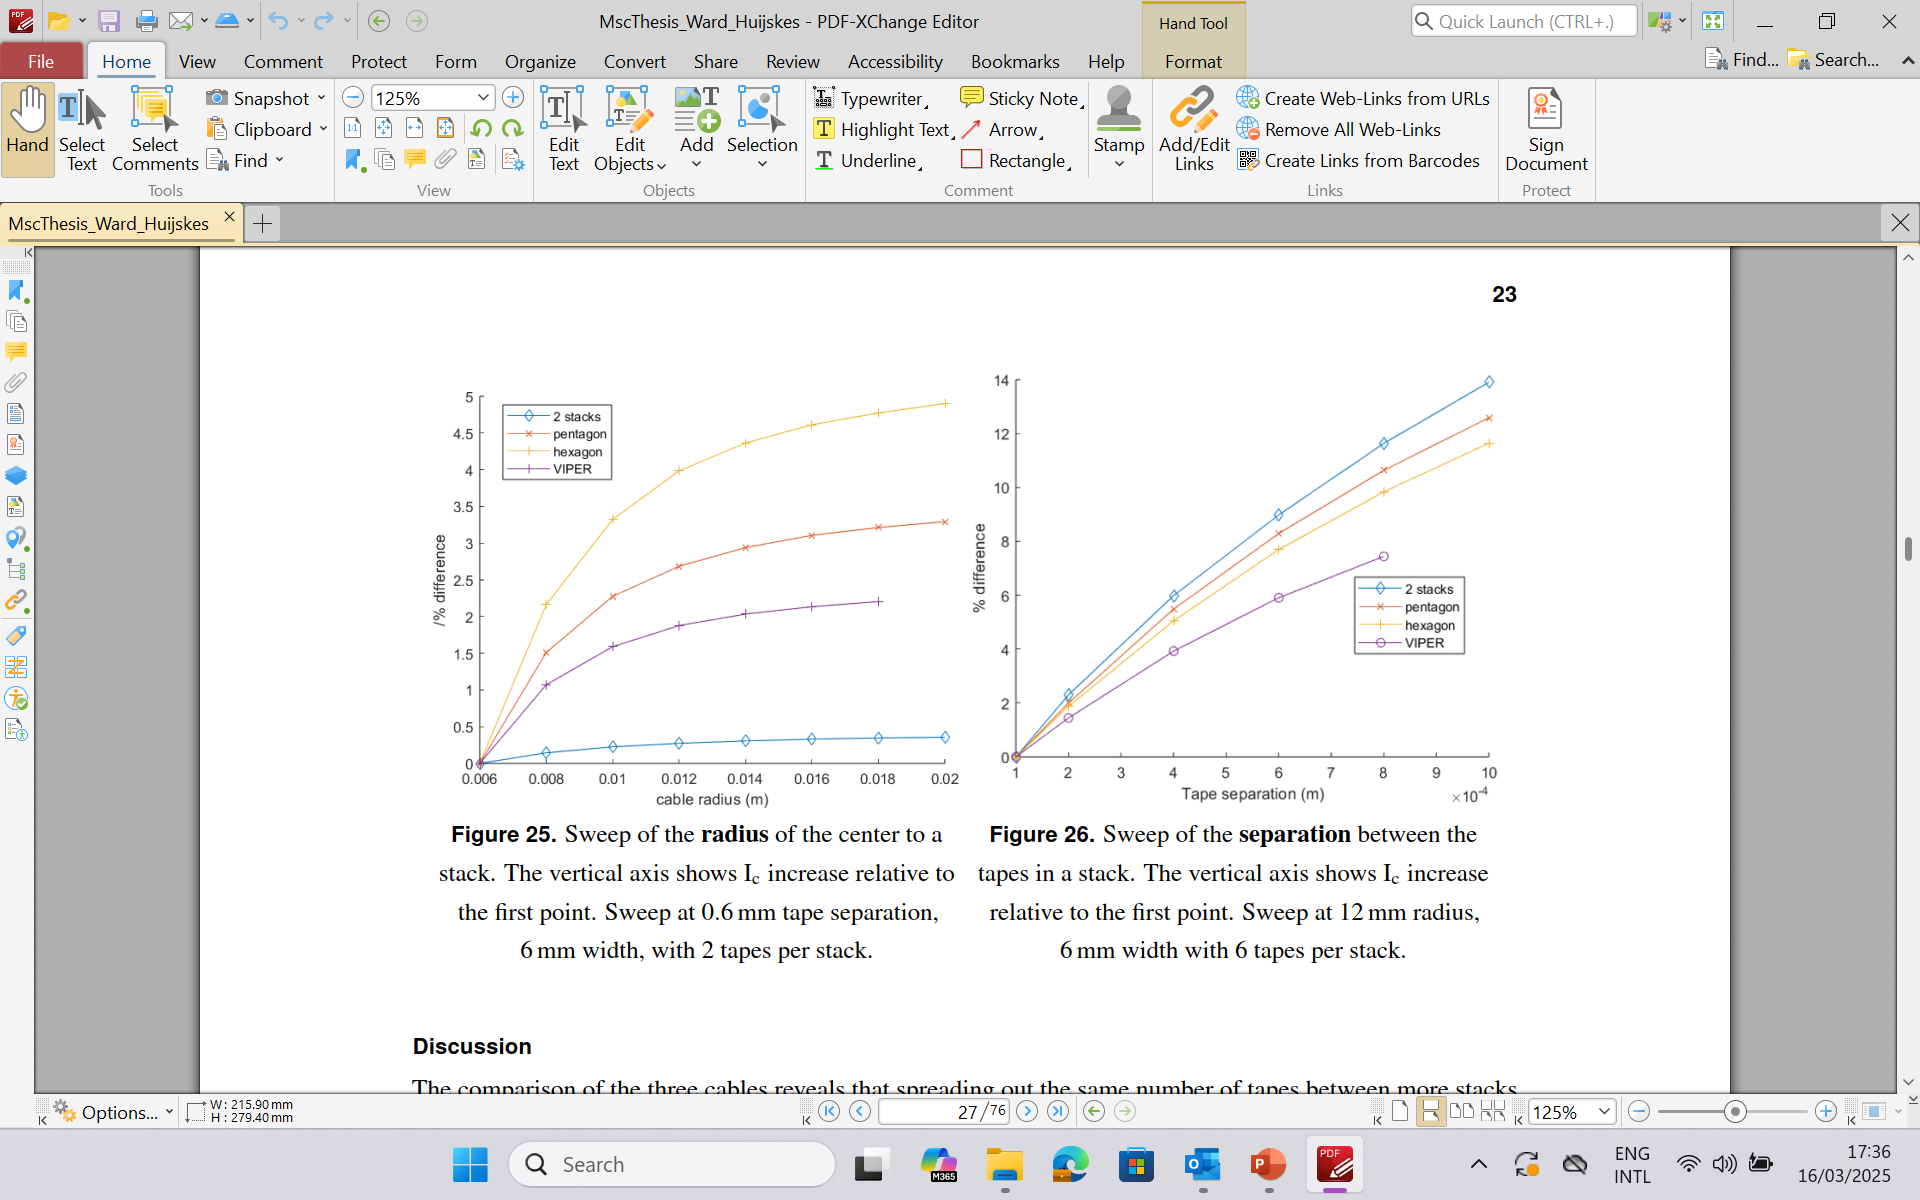 MscThesis_Ward_Huijskes - PDF-XChange Editor
Hand Tool
Quick Launch (CTRL+.)
File
Home
View
Comment
Protect
Form
Organize
Convert
Share
Review
Accessibility
Bookmarks
Help
Format
Find...
Search...
Hand
Select
Text
Select
Comments
Snapshot
Clipboard
Find
Tools
125%
View
Edit
Text
Edit
Objects
Add
Selection
Objects
Typewriter
Highlight Text
Underline
Sticky Note
Arrow
Rectangle
Comment
Stamp
Add/Edit
Links
Create Web-Links from URLs
Remove All Web-Links
Create Links from Barcodes
Links
Sign
Document
Protect
MscThesis_Ward_Huijskes
23
5
4.5
4
3.5
3
2.5
2
1.5
1
0.5
0
/% difference
2 stacks
pentagon
hexagon
VIPER
0.006 0.008 0.01 0.012 0.014 0.016 0.018 0.02
cable radius (m)
14
12
10
8
6
4
2
0
% difference
2 stacks
pentagon
hexagon
VIPER
1 2 3 4 5 6 7 8 9 10
Tape separation (m)
×10-4
Figure 25. Sweep of the radius of the center to a
stack. The vertical axis shows Ic increase relative to
the first point. Sweep at 0.6 mm tape separation,
6 mm width, with 2 tapes per stack.
Figure 26. Sweep of the separation between the
tapes in a stack. The vertical axis shows Ic increase
relative to the first point. Sweep at 12 mm radius,
6 mm width with 6 tapes per stack.
Discussion
The comparison of the three cables reveals that spreading out the same number of tapes between more stacks
Options...
W: 215.90 mm
H: 279.40 mm
27 / 76
125%
Search
M365
PDF
ENG
INTL
17:36
16/03/2025